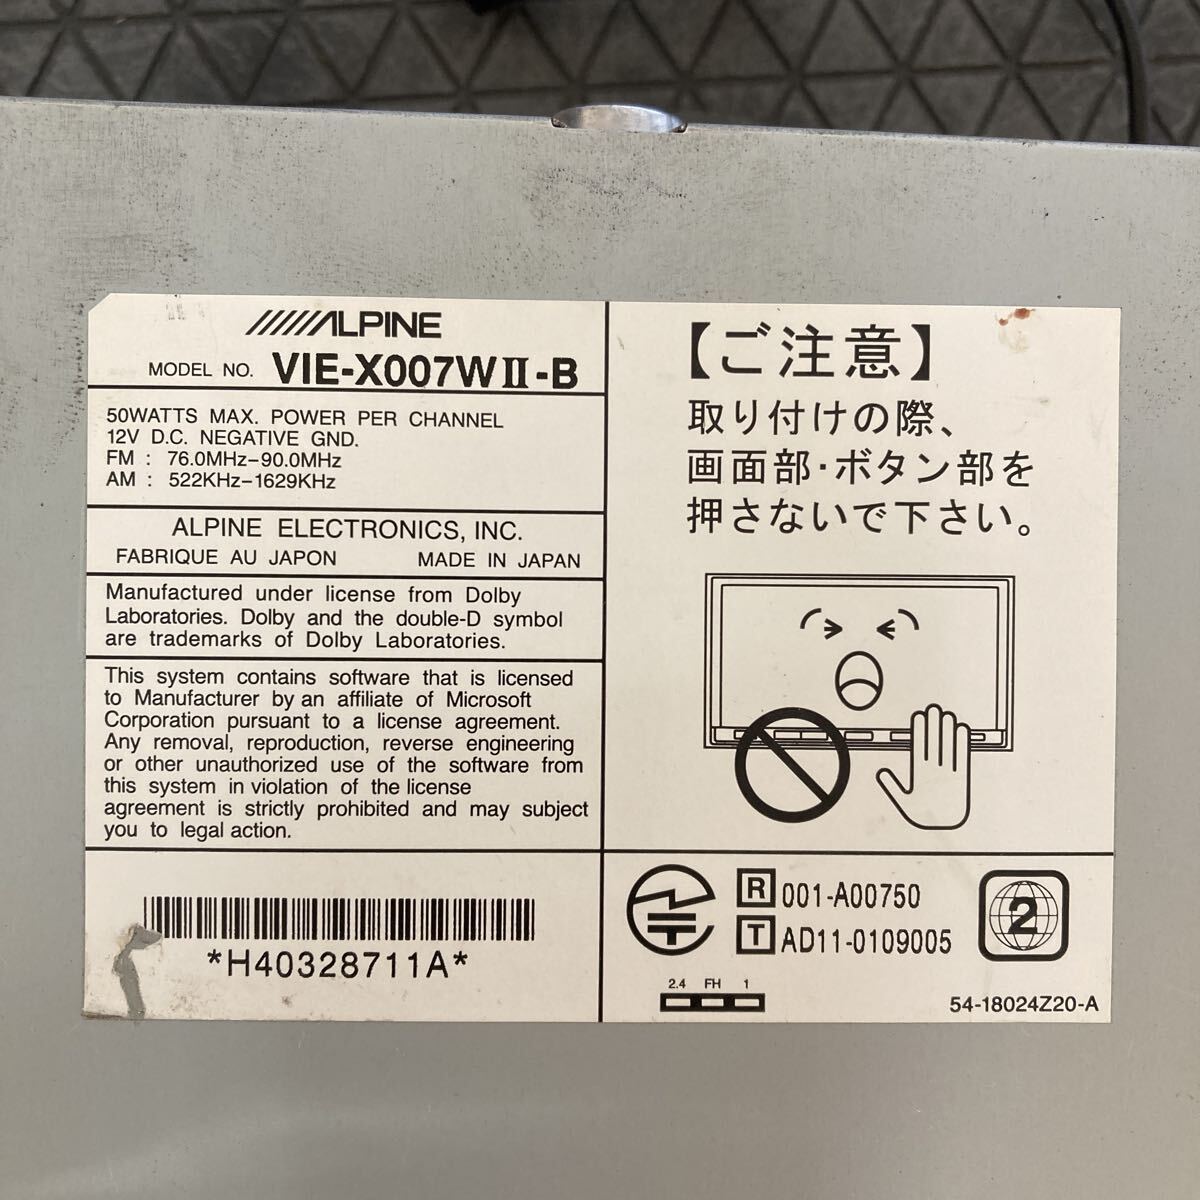 ALPINE
MODEL NO. VIE-X007WⅡ-B
50WATTS MAX. POWER PER CHANNEL
12V D.C. NEGATIVE GND.
FM : 76.0MHz-90.0MHz
AM : 522KHz-1629KHz
ALPINE ELECTRONICS, INC.
FABRIQUE AU JAPON MADE IN JAPAN
Manufactured under license from Dolby
Laboratories. Dolby and the double-D symbol
are trademarks of Dolby Laboratories.
This system contains software that is licensed
to Manufacturer by an affiliate of Microsoft
Corporation pursuant to a license agreement.
Any removal, reproduction, reverse engineering
or other unauthorized use of the software from
this system in violation of the license
agreement is strictly prohibited and may subject
you to legal action.
*H40328711A*
【ご注意】
取り付けの際、
画面部・ボタン部を
押さないで下さい。
R 001-A00750
T AD11-0109005
2
2.4 FH 1
54-18024Z20-A